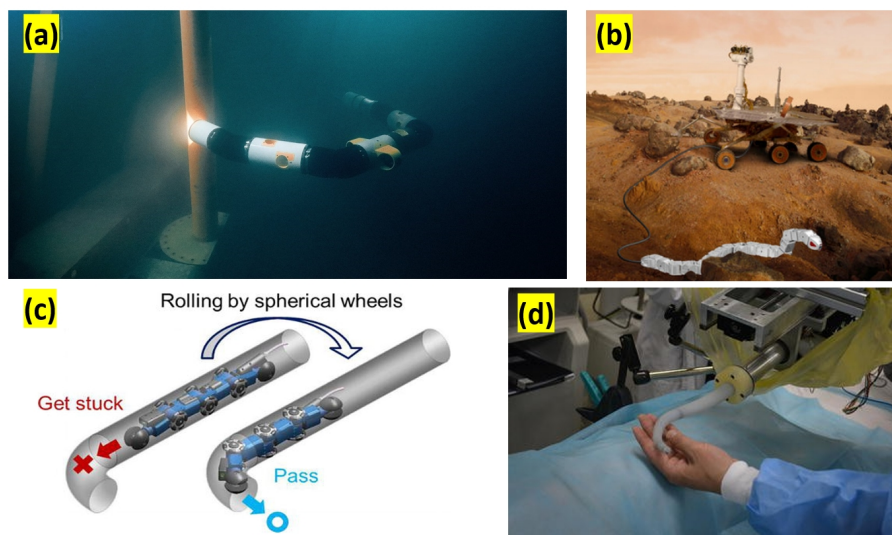 (a)
(b)
(c)
Rolling by spherical wheels
Get stuck
Pass
(d)